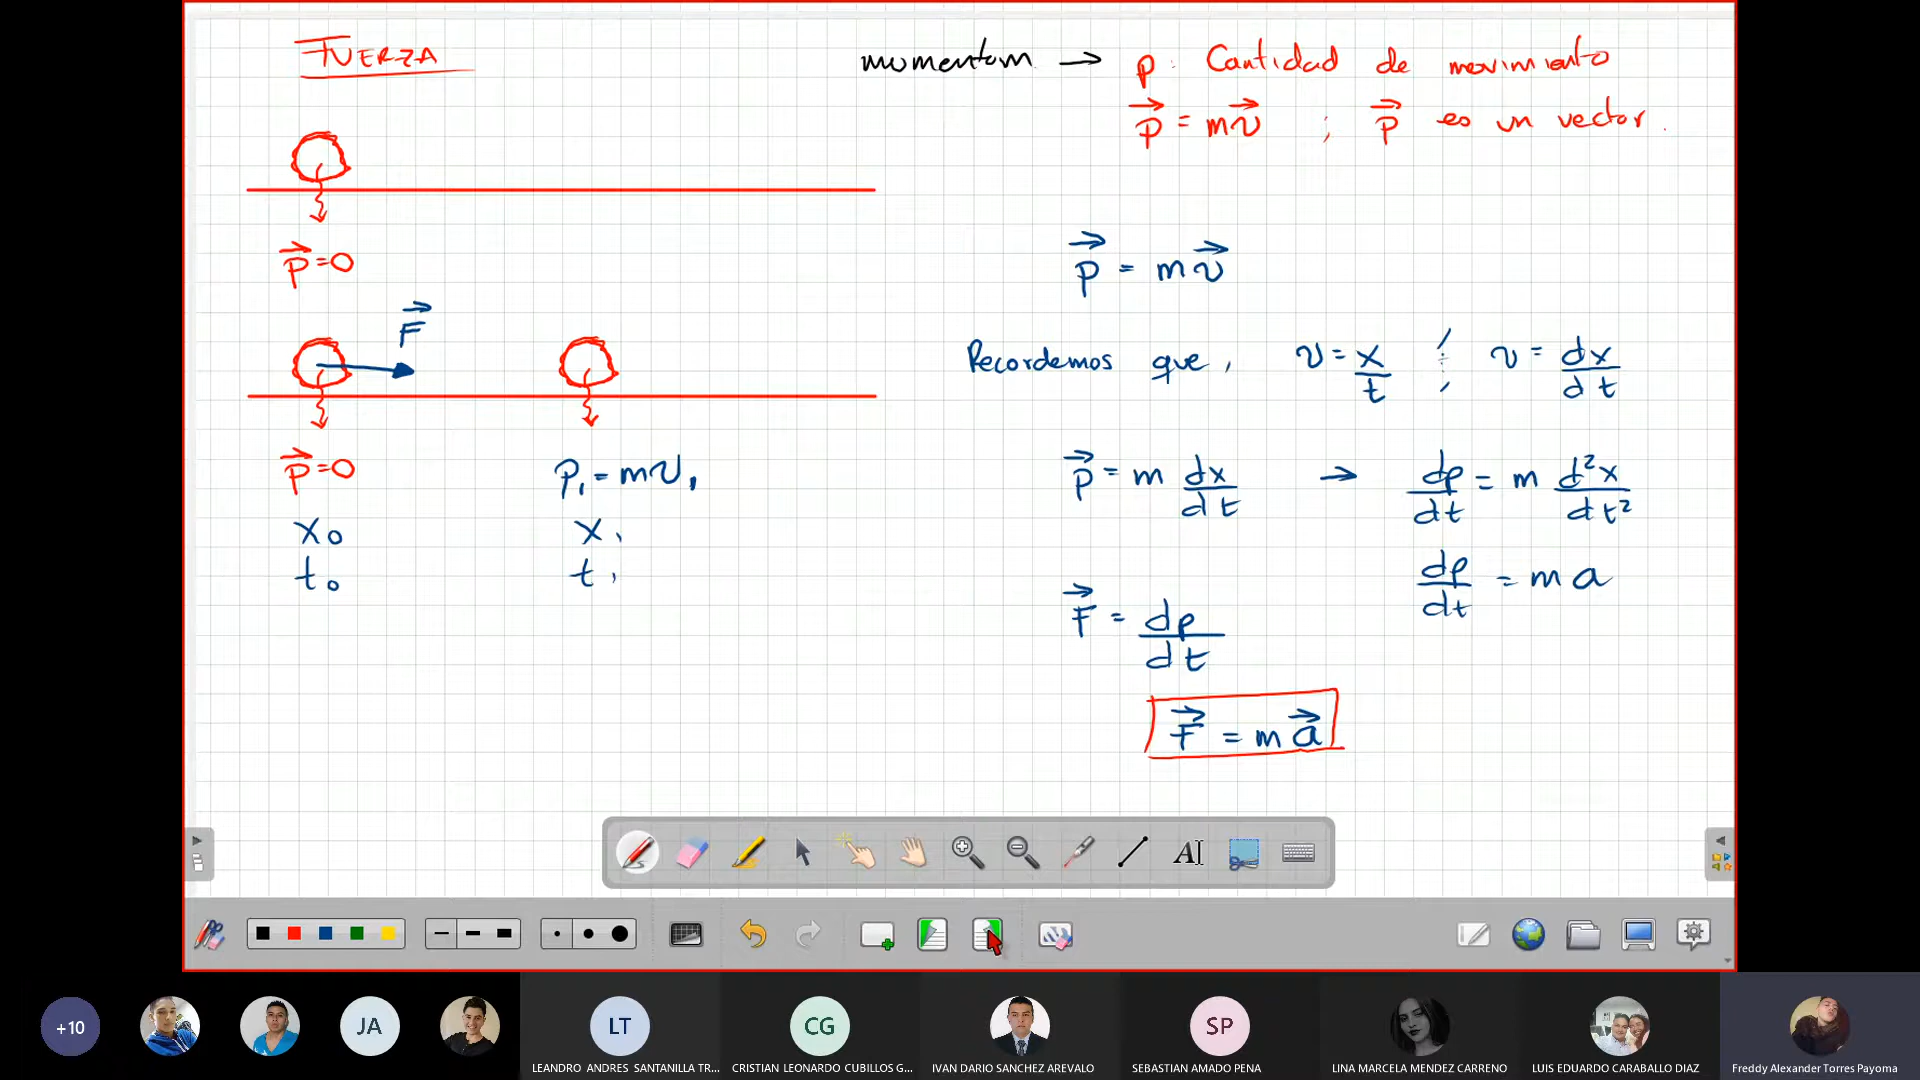 FUERZA
momentum → p : Cantidad de movimiento
p⃗ = mv⃗ ; p⃗ es un vector.
p⃗ = 0
p⃗ = mv⃗
F⃗
Recordemos que, v = x/t ; v = dx/dt
p⃗ = 0
p₁ = mv₁
x₀ x₁
t₀ t₁
p⃗ = m dx/dt → dp/dt = m d²x/dt²
dp/dt = ma
F⃗ = dp/dt
F⃗ = ma⃗
AI
+10
JA
LT
CG
SP
LEANDRO ANDRES SANTANILLA TR...
CRISTIAN LEONARDO CUBILLOS G...
IVAN DARIO SANCHEZ AREVALO
SEBASTIAN AMADO PENA
LINA MARCELA MENDEZ CARRENO
LUIS EDUARDO CARABALLO DIAZ
Freddy Alexander Torres Payoma